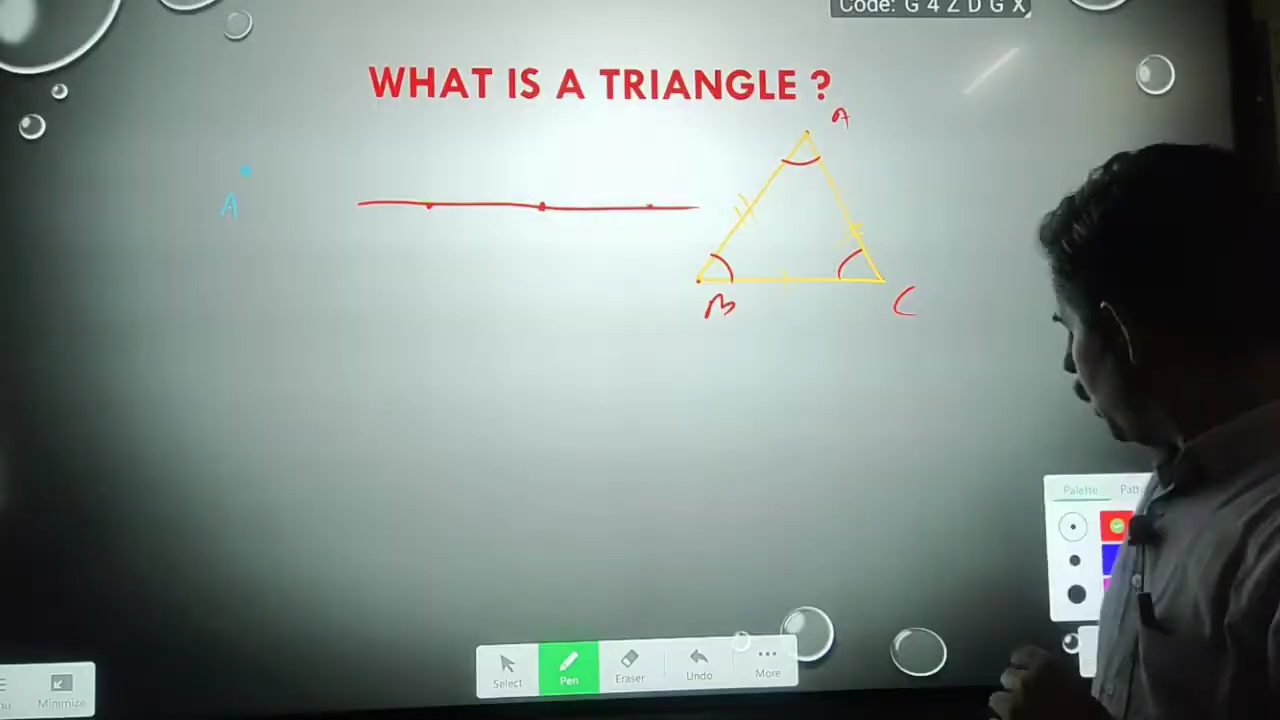 Code: G 4 Z D G X
WHAT IS A TRIANGLE ?
A
A
B
C
Palette
Select
Pen
Eraser
Undo
More
Minimize